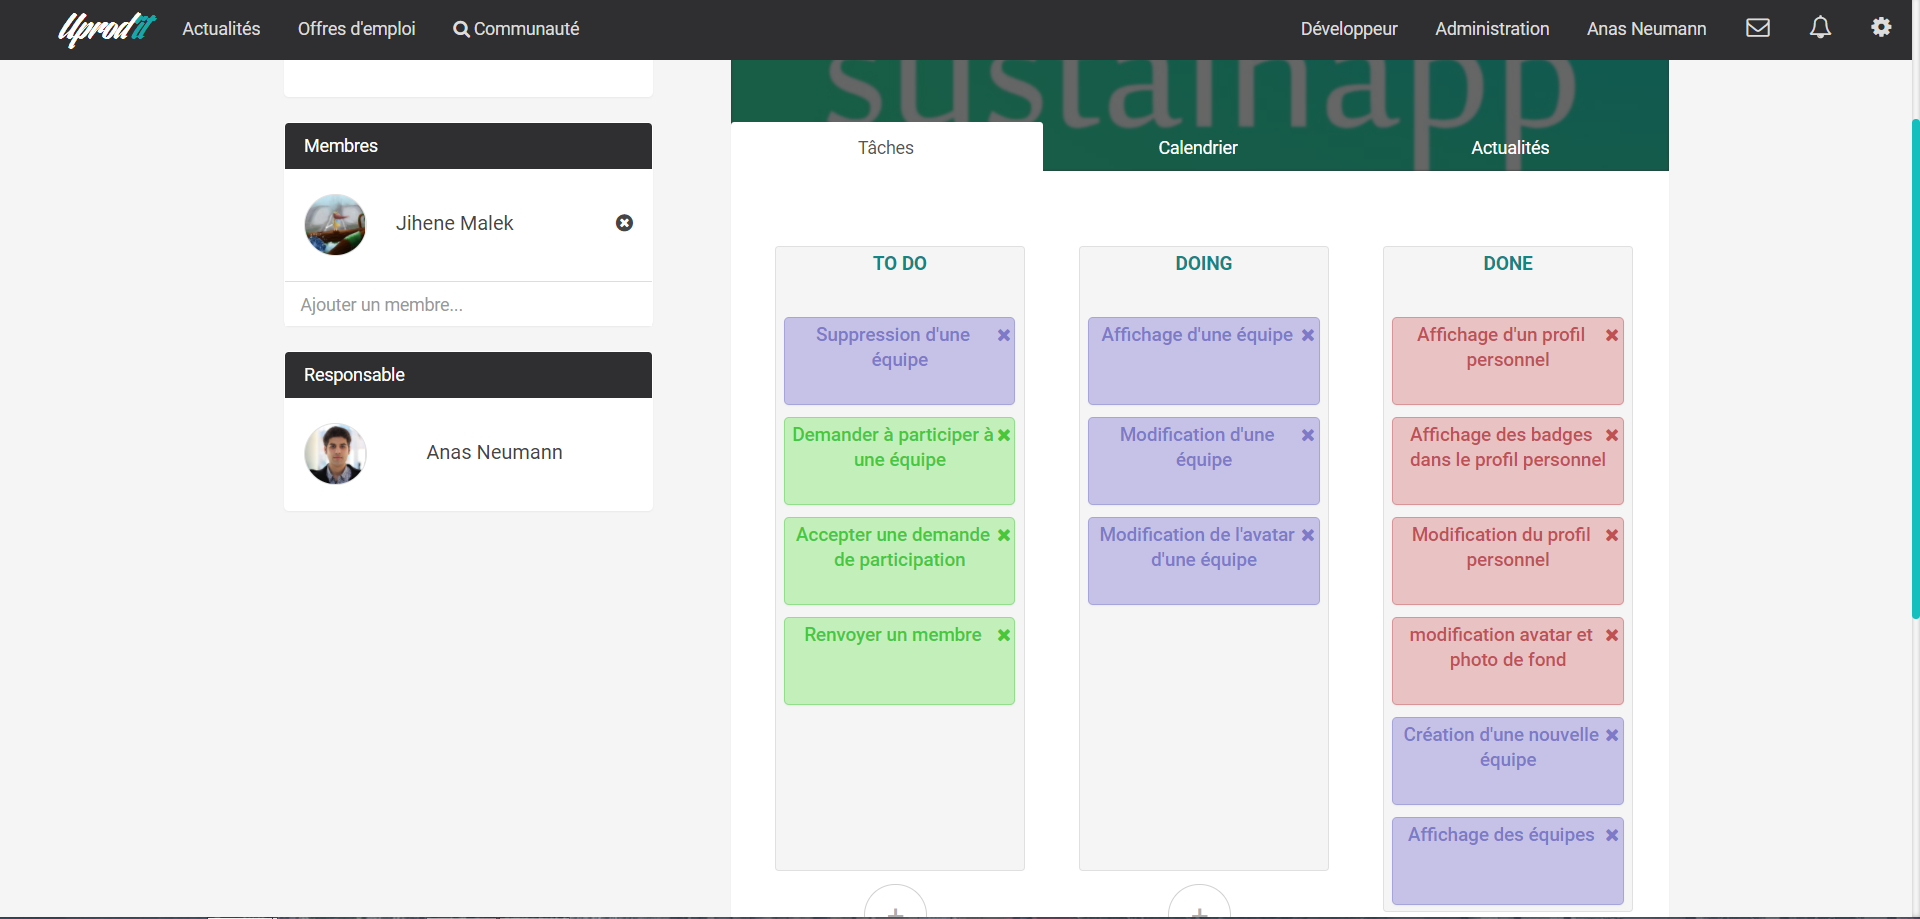 Uprodit
Actualités
Offres d'emploi
Communauté
Développeur
Administration
Anas Neumann
sustainapp
Membres
Jihene Malek
Ajouter un membre...
Responsable
Anas Neumann
Tâches
Calendrier
Actualités
TO DO
Suppression d'une
équipe
Demander à participer à
une équipe
Accepter une demande
de participation
Renvoyer un membre
DOING
Affichage d'une équipe
Modification d'une
équipe
Modification de l'avatar
d'une équipe
DONE
Affichage d'un profil
personnel
Affichage des badges
dans le profil personnel
Modification du profil
personnel
modification avatar et
photo de fond
Création d'une nouvelle
équipe
Affichage des équipes